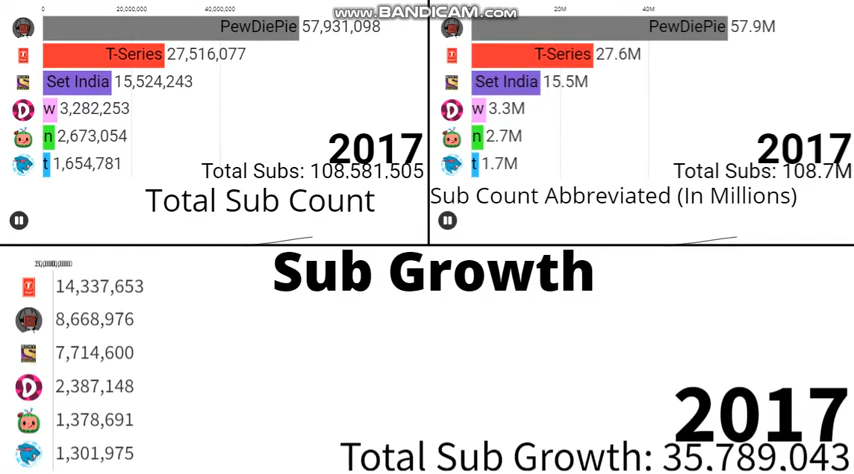 www.BANDICAM.com
0 20,000,000 40,000,000
PewDiePie 57,931,098
T-Series 27,516,077
Set India 15,524,243
w 3,282,253
n 2,673,054
t 1,654,781
2017
Total Subs: 108.581.505
Total Sub Count
20M 40M
PewDiePie 57.9M
T-Series 27.6M
Set India 15.5M
w 3.3M
n 2.7M
t 1.7M
2017
Total Subs: 108.7M
Sub Count Abbreviated (In Millions)
Sub Growth
14,337,653
8,668,976
7,714,600
2,387,148
1,378,691
1,301,975
2017
Total Sub Growth: 35.789.043